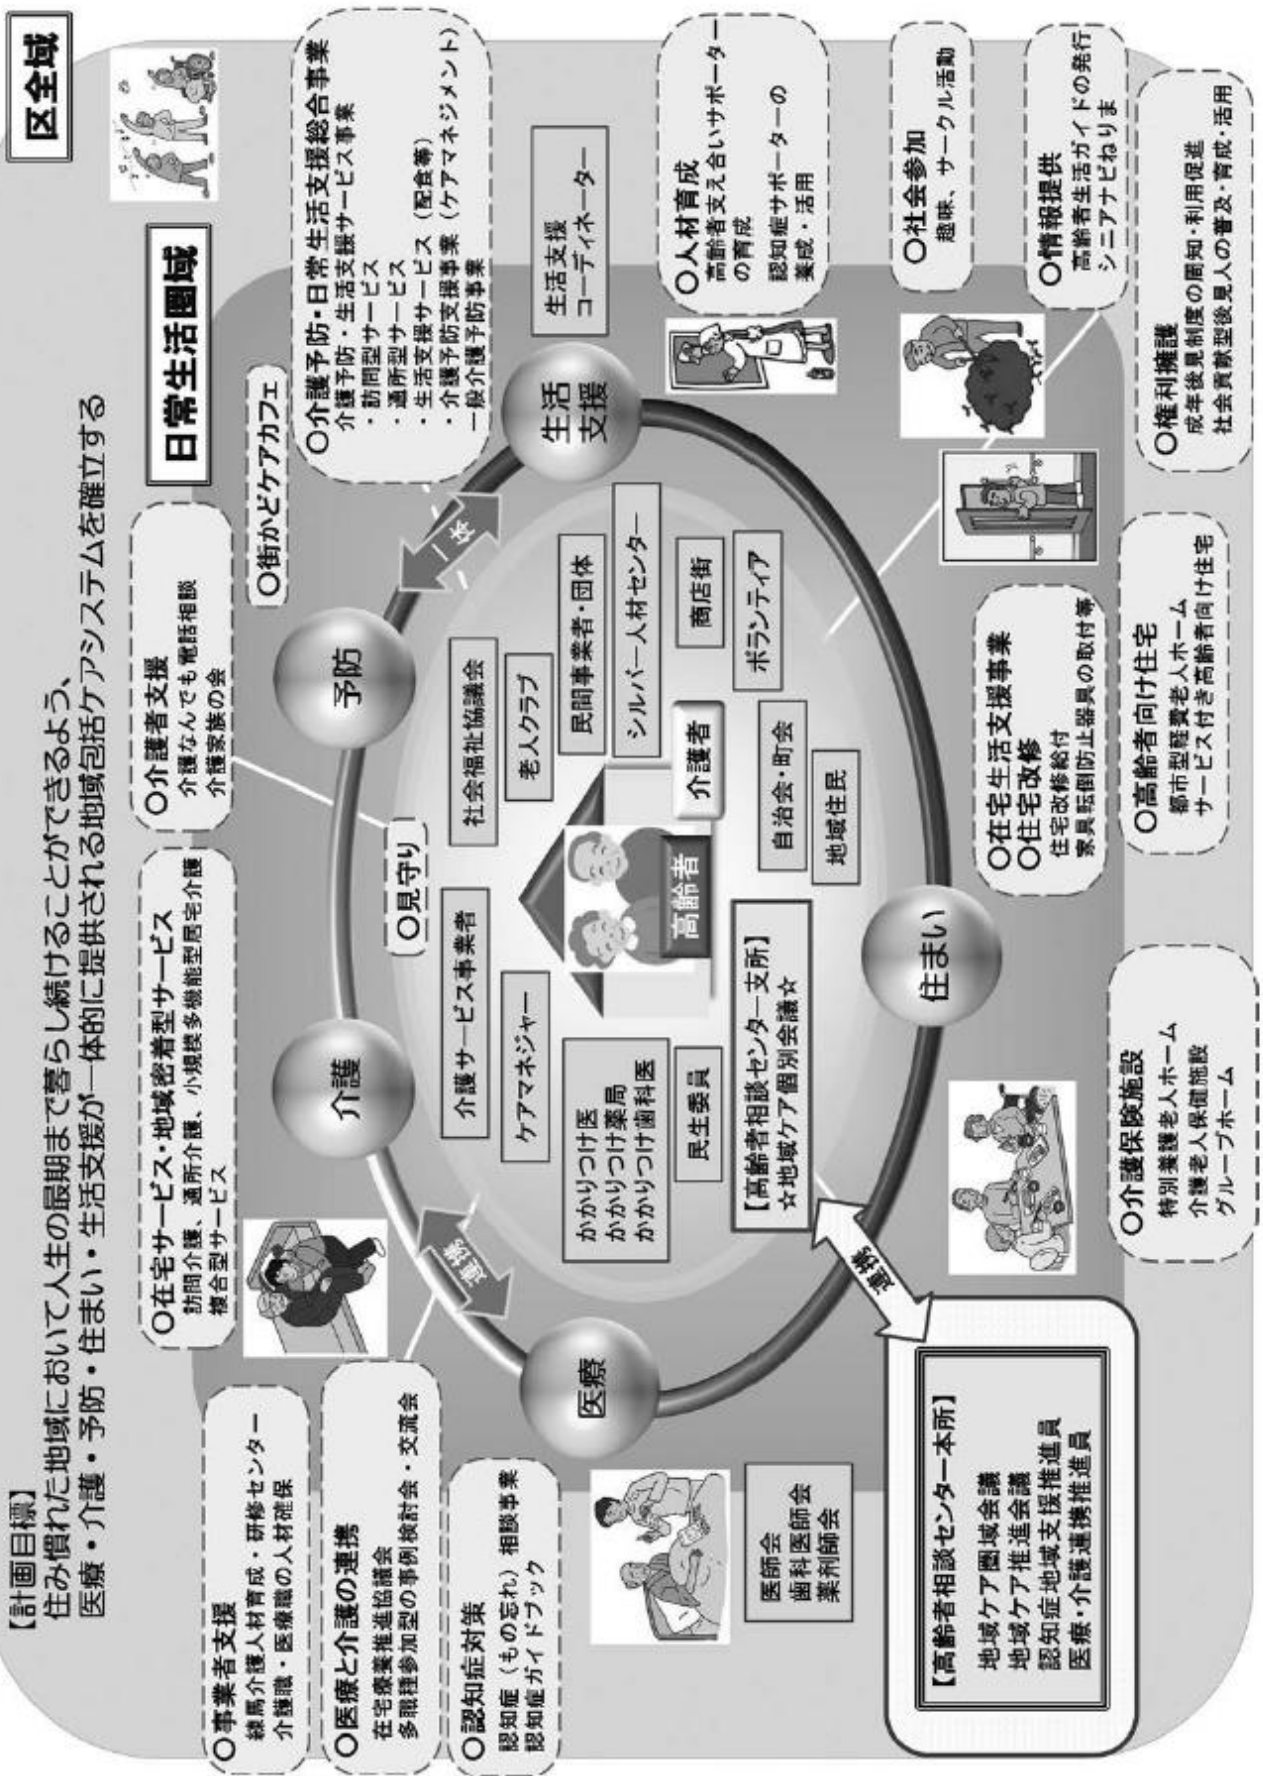 【計画目標】
住み慣れた地域において人生の最期まで暮らし続けることができるよう、
医療・介護・予防・住まい・生活支援が一体的に提供される地域包括ケアシステムを確立する
区全域
日常生活圏域
○事業者支援
練馬介護人材育成・研修センター
介護職・医療職の人材確保
○医療と介護の連携
在宅療養推進協議会
多職種参加型の事例検討会・交流会
○認知症対策
認知症（もの忘れ）相談事業
認知症ガイドブック
○在宅サービス・地域密着型サービス
訪問介護、通所介護、小規模多機能型居宅介護
複合型サービス
○介護者支援
介護なんでも電話相談
介護家族の会
○街かどケアカフェ
○介護予防・日常生活支援総合事業
介護予防・生活支援サービス事業
・訪問型サービス
・通所型サービス
・生活支援サービス（配食等）
・介護予防支援事業（ケアマネジメント）
一般介護予防事業
医療
連携
介護
予防
一体
生活
支援
住まい
生活支援
コーディネーター
○見守り
介護サービス事業者
ケアマネジャー
かかりつけ医
かかりつけ薬局
かかりつけ歯科医
民生委員
社会福祉協議会
老人クラブ
民間事業者・団体
シルバー人材センター
商店街
ボランティア
高齢者
介護者
自治会・町会
地域住民
【高齢者相談センター支所】
☆地域ケア個別会議☆
連携
医師会
歯科医師会
薬剤師会
【高齢者相談センター本所】
地域ケア圏域会議
地域ケア推進会議
認知症地域支援推進員
医療・介護連携推進員
○人材育成
高齢者支え合いサポーター
の育成
認知症サポーターの
養成・活用
○社会参加
趣味、サークル活動
○情報提供
高齢者生活ガイドの発行
シニアナビねりま
○権利擁護
成年後見制度の周知・利用促進
社会貢献型後見人の普及・育成・活用
○在宅生活支援事業
○住宅改修
住宅改修給付
家具転倒防止器具の取付等
○高齢者向け住宅
都市型軽費老人ホーム
サービス付き高齢者向け住宅
○介護保険施設
特別養護老人ホーム
介護老人保健施設
グループホーム